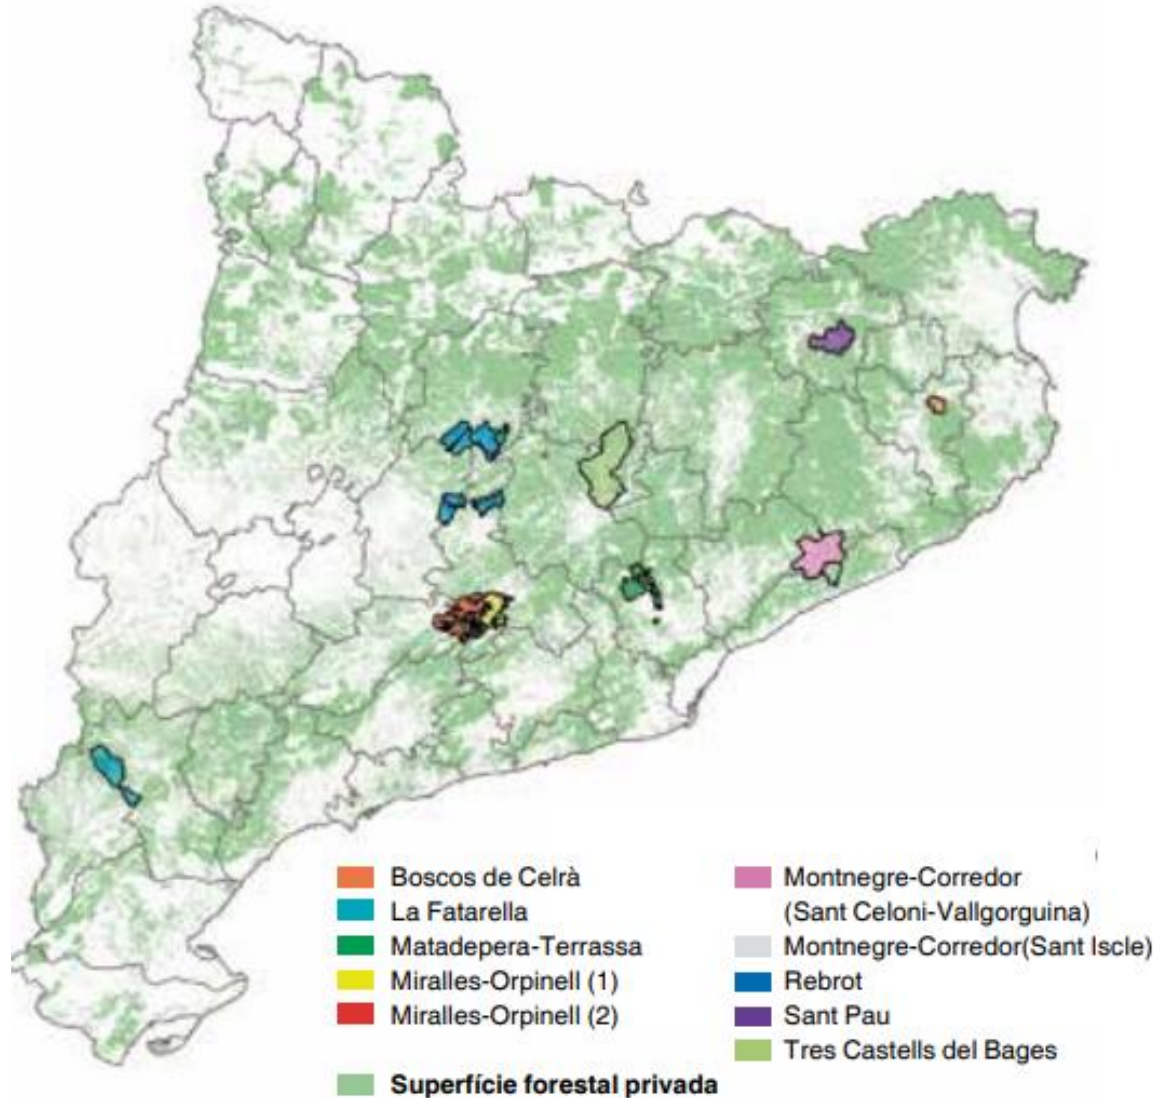 Boscos de Celrà
La Fatarella
Matadepera-Terrassa
Miralles-Orpinell (1)
Miralles-Orpinell (2)
Superfície forestal privada
Montnegre-Corredor
(Sant Celoni-Vallgorguina)
Montnegre-Corredor(Sant Iscle)
Rebrot
Sant Pau
Tres Castells del Bages